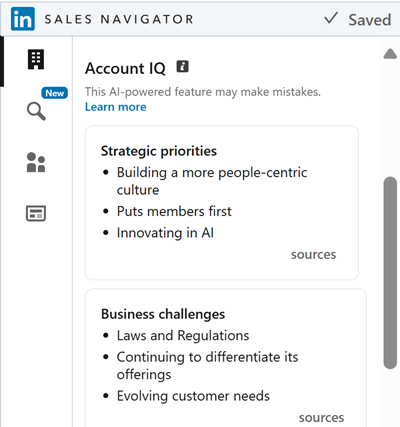 in SALES NAVIGATOR
✓ Saved
Account IQ i
This AI-powered feature may make mistakes.
Learn more
New
Strategic priorities
• Building a more people-centric
culture
• Puts members first
• Innovating in AI
sources
Business challenges
• Laws and Regulations
• Continuing to differentiate its
offerings
• Evolving customer needs
sources